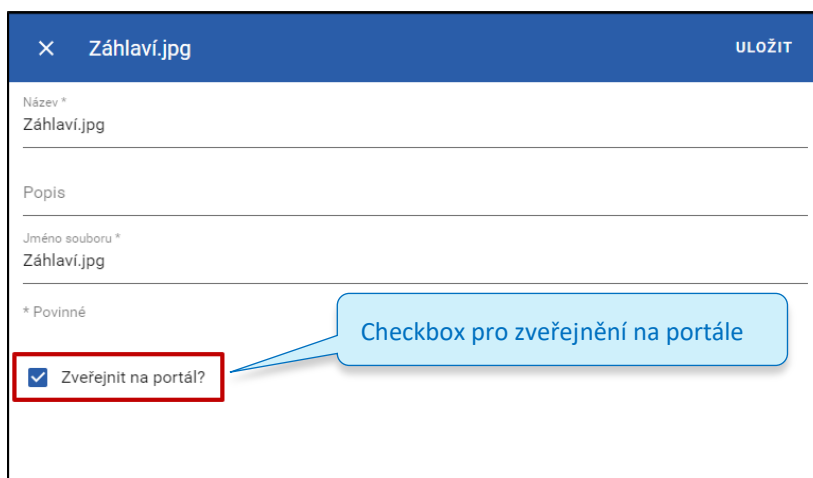 × Záhlaví.jpg ULOŽIT
Název *
Záhlaví.jpg
Popis
Jméno souboru *
Záhlaví.jpg
* Povinné
Checkbox pro zveřejnění na portále
Zveřejnit na portál?